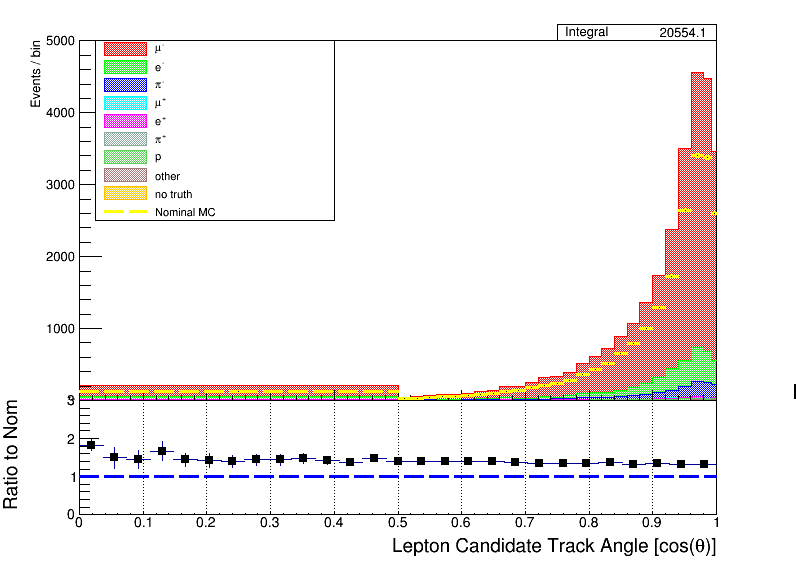 Integral 20554.1
Events / bin
5000
4000
3000
2000
1000
μ-
e-
π-
μ+
e+
π+
p
other
no truth
Nominal MC
Ratio to Nom
3
2
1
0
0 0.1 0.2 0.3 0.4 0.5 0.6 0.7 0.8 0.9 1
Lepton Candidate Track Angle [cos(θ)]